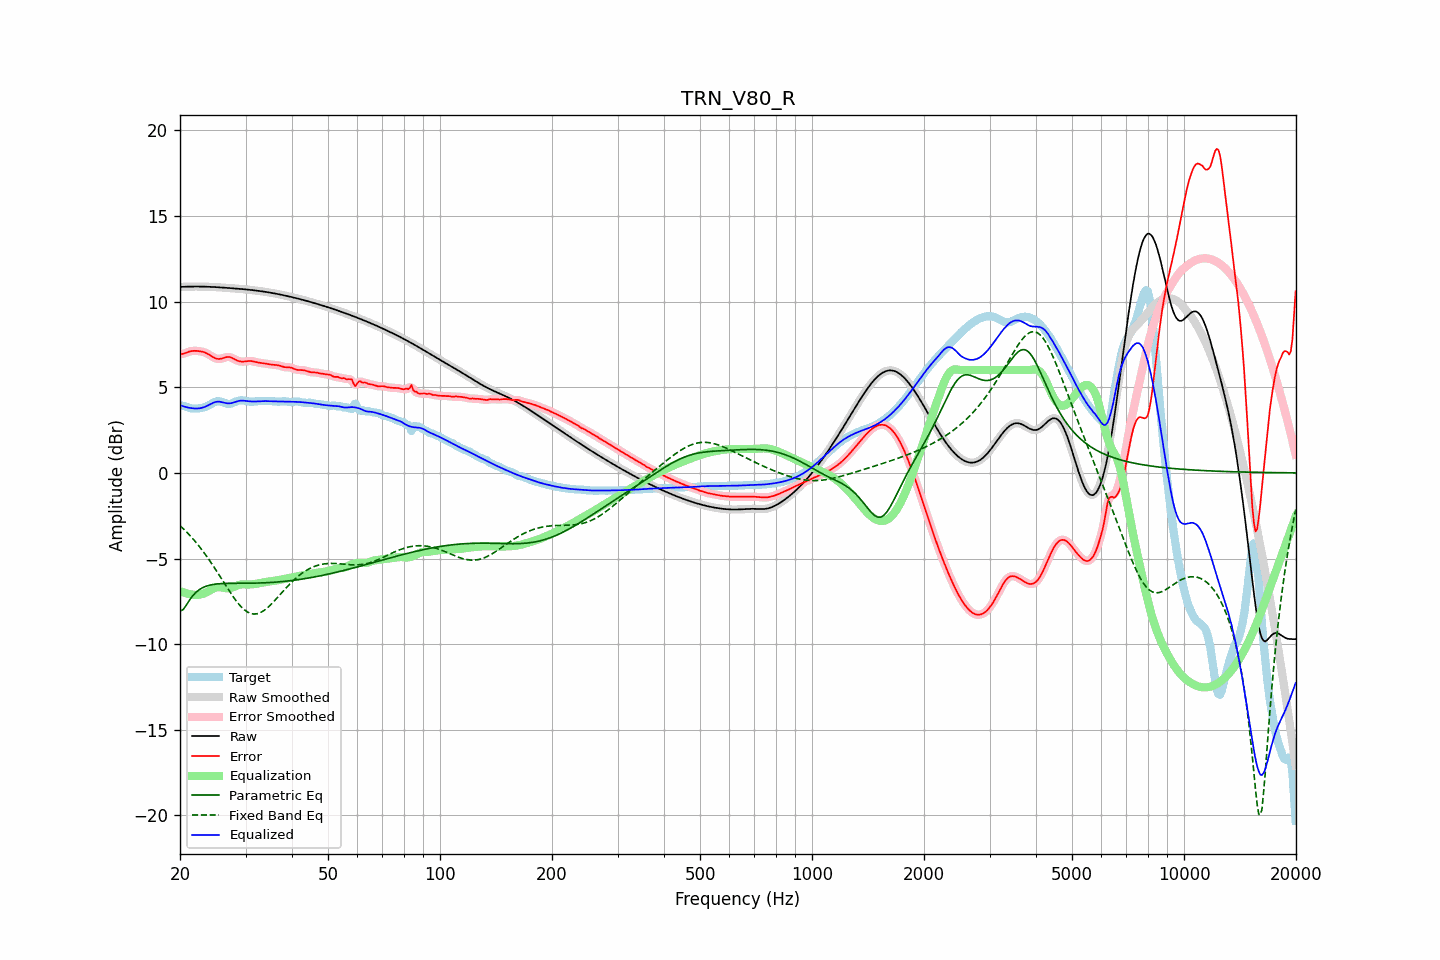 TRN_V80_R
Amplitude (dBr)
20
15
10
5
0
−5
−10
−15
−20
Target
Raw Smoothed
Error Smoothed
Raw
Error
Equalization
Parametric Eq
Fixed Band Eq
Equalized
20 50 100 200 500 1000 2000 5000 10000 20000
Frequency (Hz)